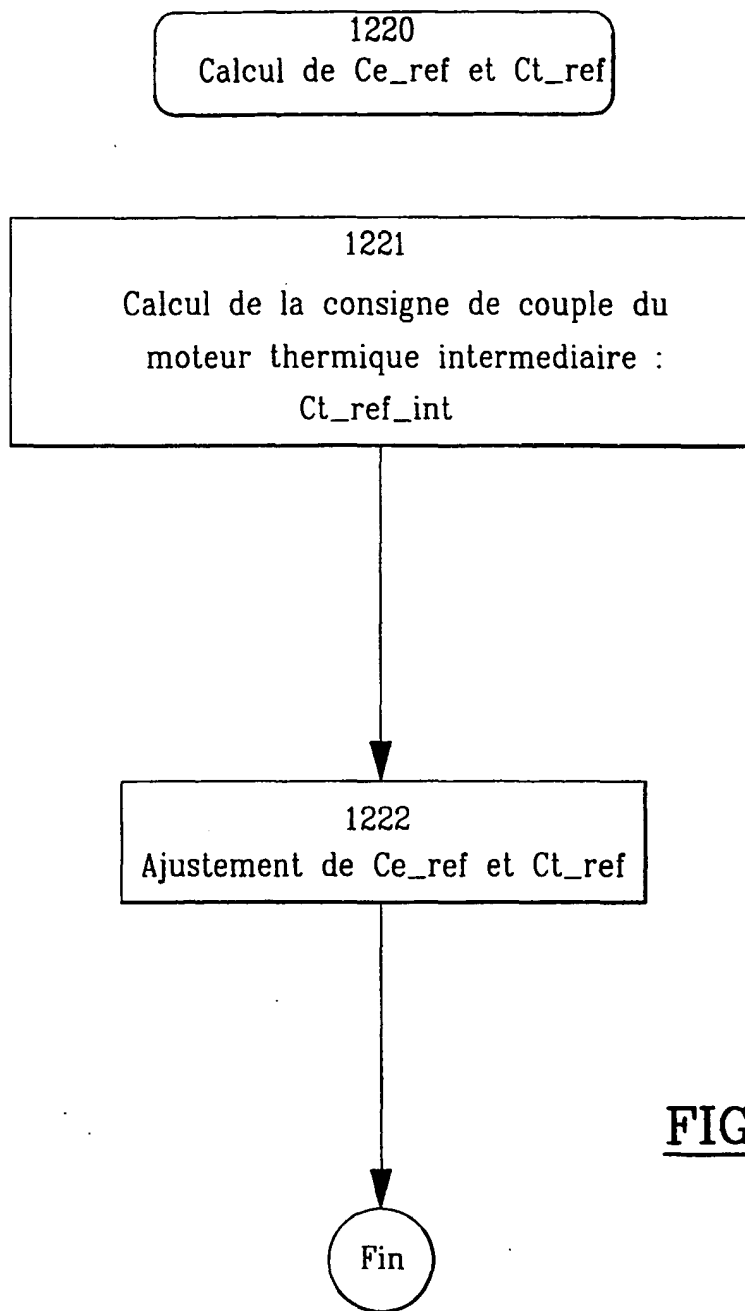 1220
Calcul de Ce_ref et Ct_ref
1221
Calcul de la consigne de couple du
moteur thermique intermediaire :
Ct_ref_int
1222
Ajustement de Ce_ref et Ct_ref
FIG
Fin